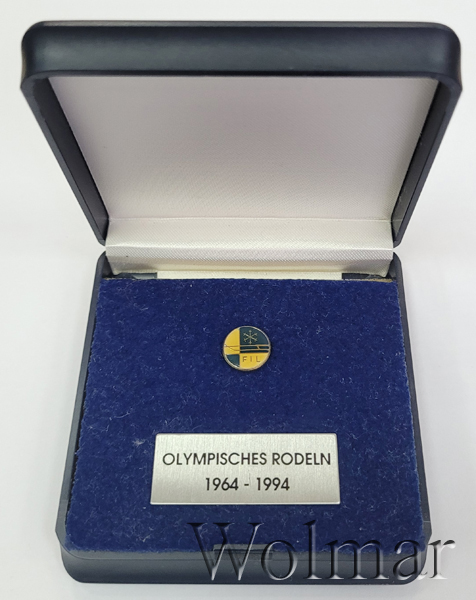 FIL
OLYMPISCHES RODELN
1964 - 1994
Wolmar